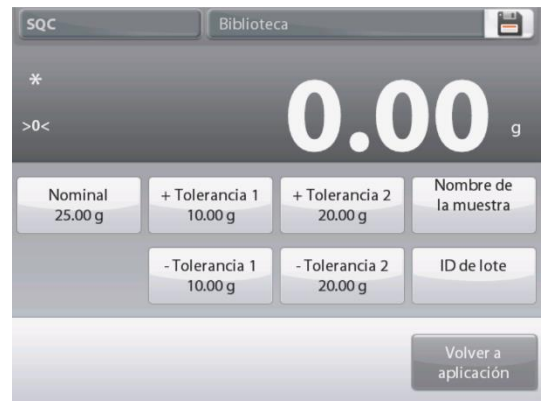 SQC
Biblioteca
*
>0<
0.00 g
Nominal
25.00 g
+ Tolerancia 1
10.00 g
+ Tolerancia 2
20.00 g
Nombre de
la muestra
- Tolerancia 1
10.00 g
- Tolerancia 2
20.00 g
ID de lote
Volver a
aplicación